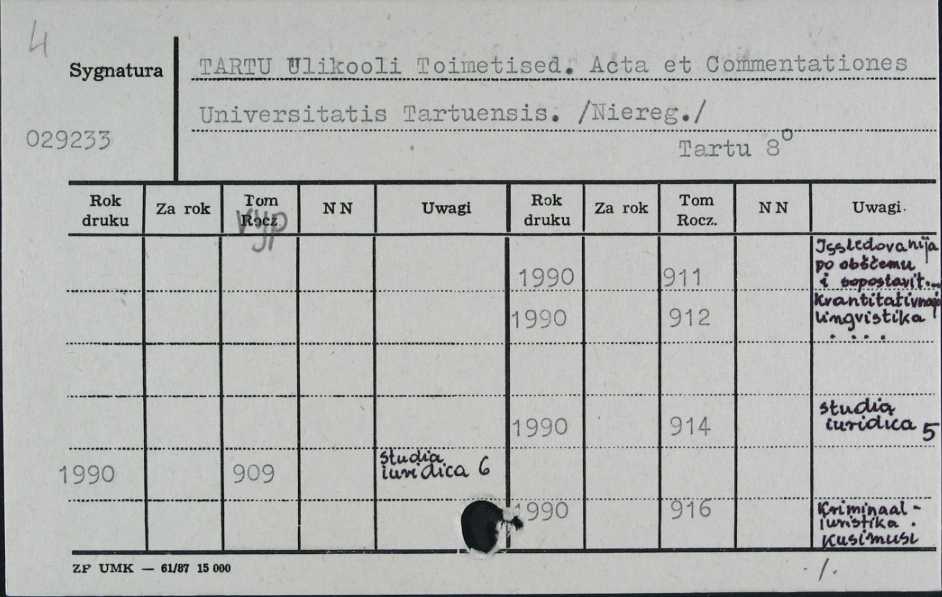 4
Sygnatura
TARTU Ulikooli Toimetised. Acta et Commentationes
Universitatis Tartuensis. /Niereg./
029233
Tartu 8°
Rok druku Za rok Tom Rocz. NN Uwagi Rok druku Za rok Tom Rocz. NN Uwagi
Vyp
1990 911 Issledovanija
po obščemu
i sopostavit...
1990 912 Kvantitativnaja
lingvistika
. . . .
1990 914 studia
iuridica 5
1990 909 studia
iuridica 6
1990 916 Kriminaal-
juristika.
Kusimusi
ZF UMK — 61/87 15 000
./.